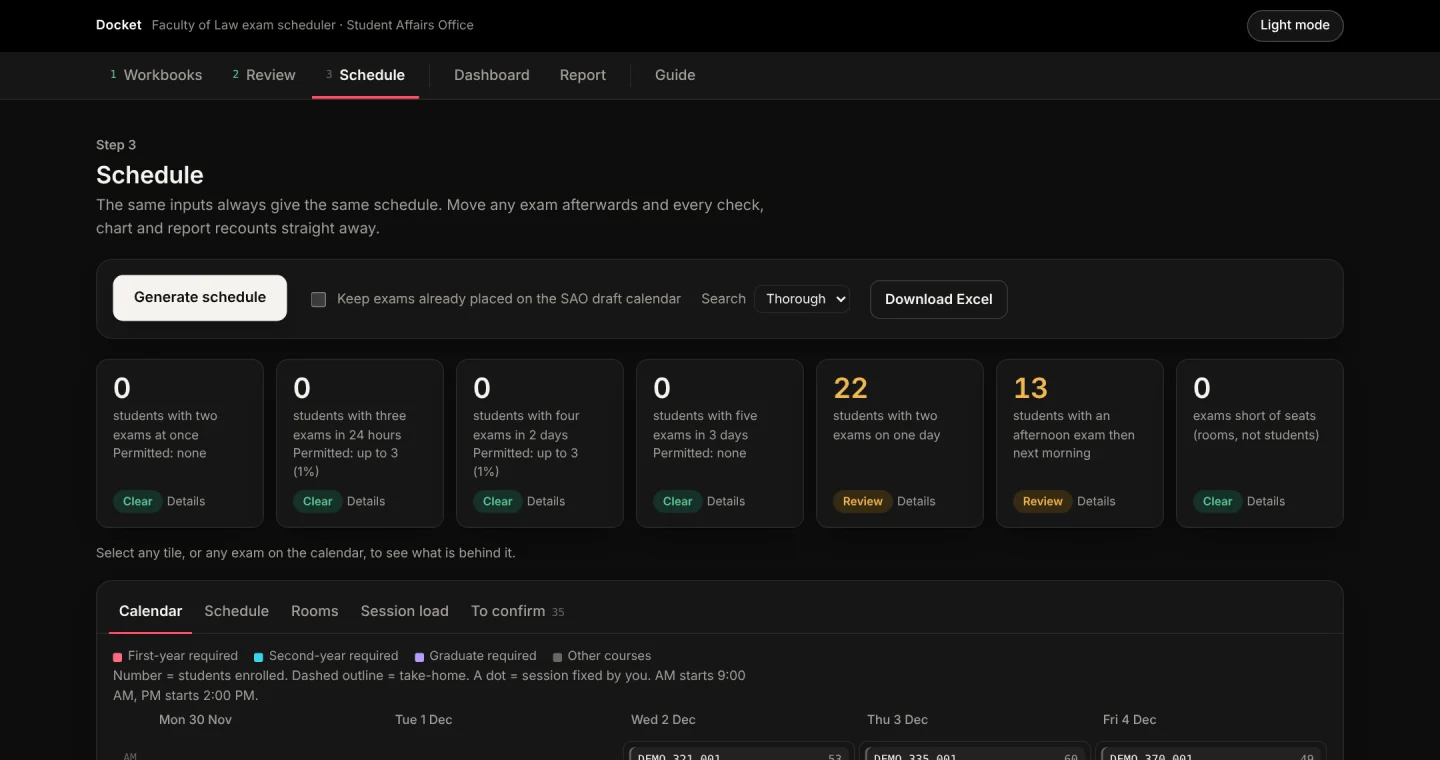 Docket Faculty of Law exam scheduler · Student Affairs Office Light mode
1 Workbooks 2 Review 3 Schedule Dashboard Report Guide
Step 3
Schedule
The same inputs always give the same schedule. Move any exam afterwards and every check,
chart and report recounts straight away.
Generate schedule Keep exams already placed on the SAO draft calendar Search Thorough Download Excel
0
students with two
exams at once
Permitted: none
Clear Details
0
students with three
exams in 24 hours
Permitted: up to 3
(1%)
Clear Details
0
students with four
exams in 2 days
Permitted: up to 3
(1%)
Clear Details
0
students with five
exams in 3 days
Permitted: none
Clear Details
22
students with two
exams on one day
Review Details
13
students with an
afternoon exam then
next morning
Review Details
0
exams short of seats
(rooms, not students)
Clear Details
Select any tile, or any exam on the calendar, to see what is behind it.
Calendar Schedule Rooms Session load To confirm 35
First-year required Second-year required Graduate required Other courses
Number = students enrolled. Dashed outline = take-home. A dot = session fixed by you. AM starts 9:00
AM, PM starts 2:00 PM.
Mon 30 Nov Tue 1 Dec Wed 2 Dec Thu 3 Dec Fri 4 Dec
AM DEMO 321 001 53 DEMO 335 001 60 DEMO 370 001 49